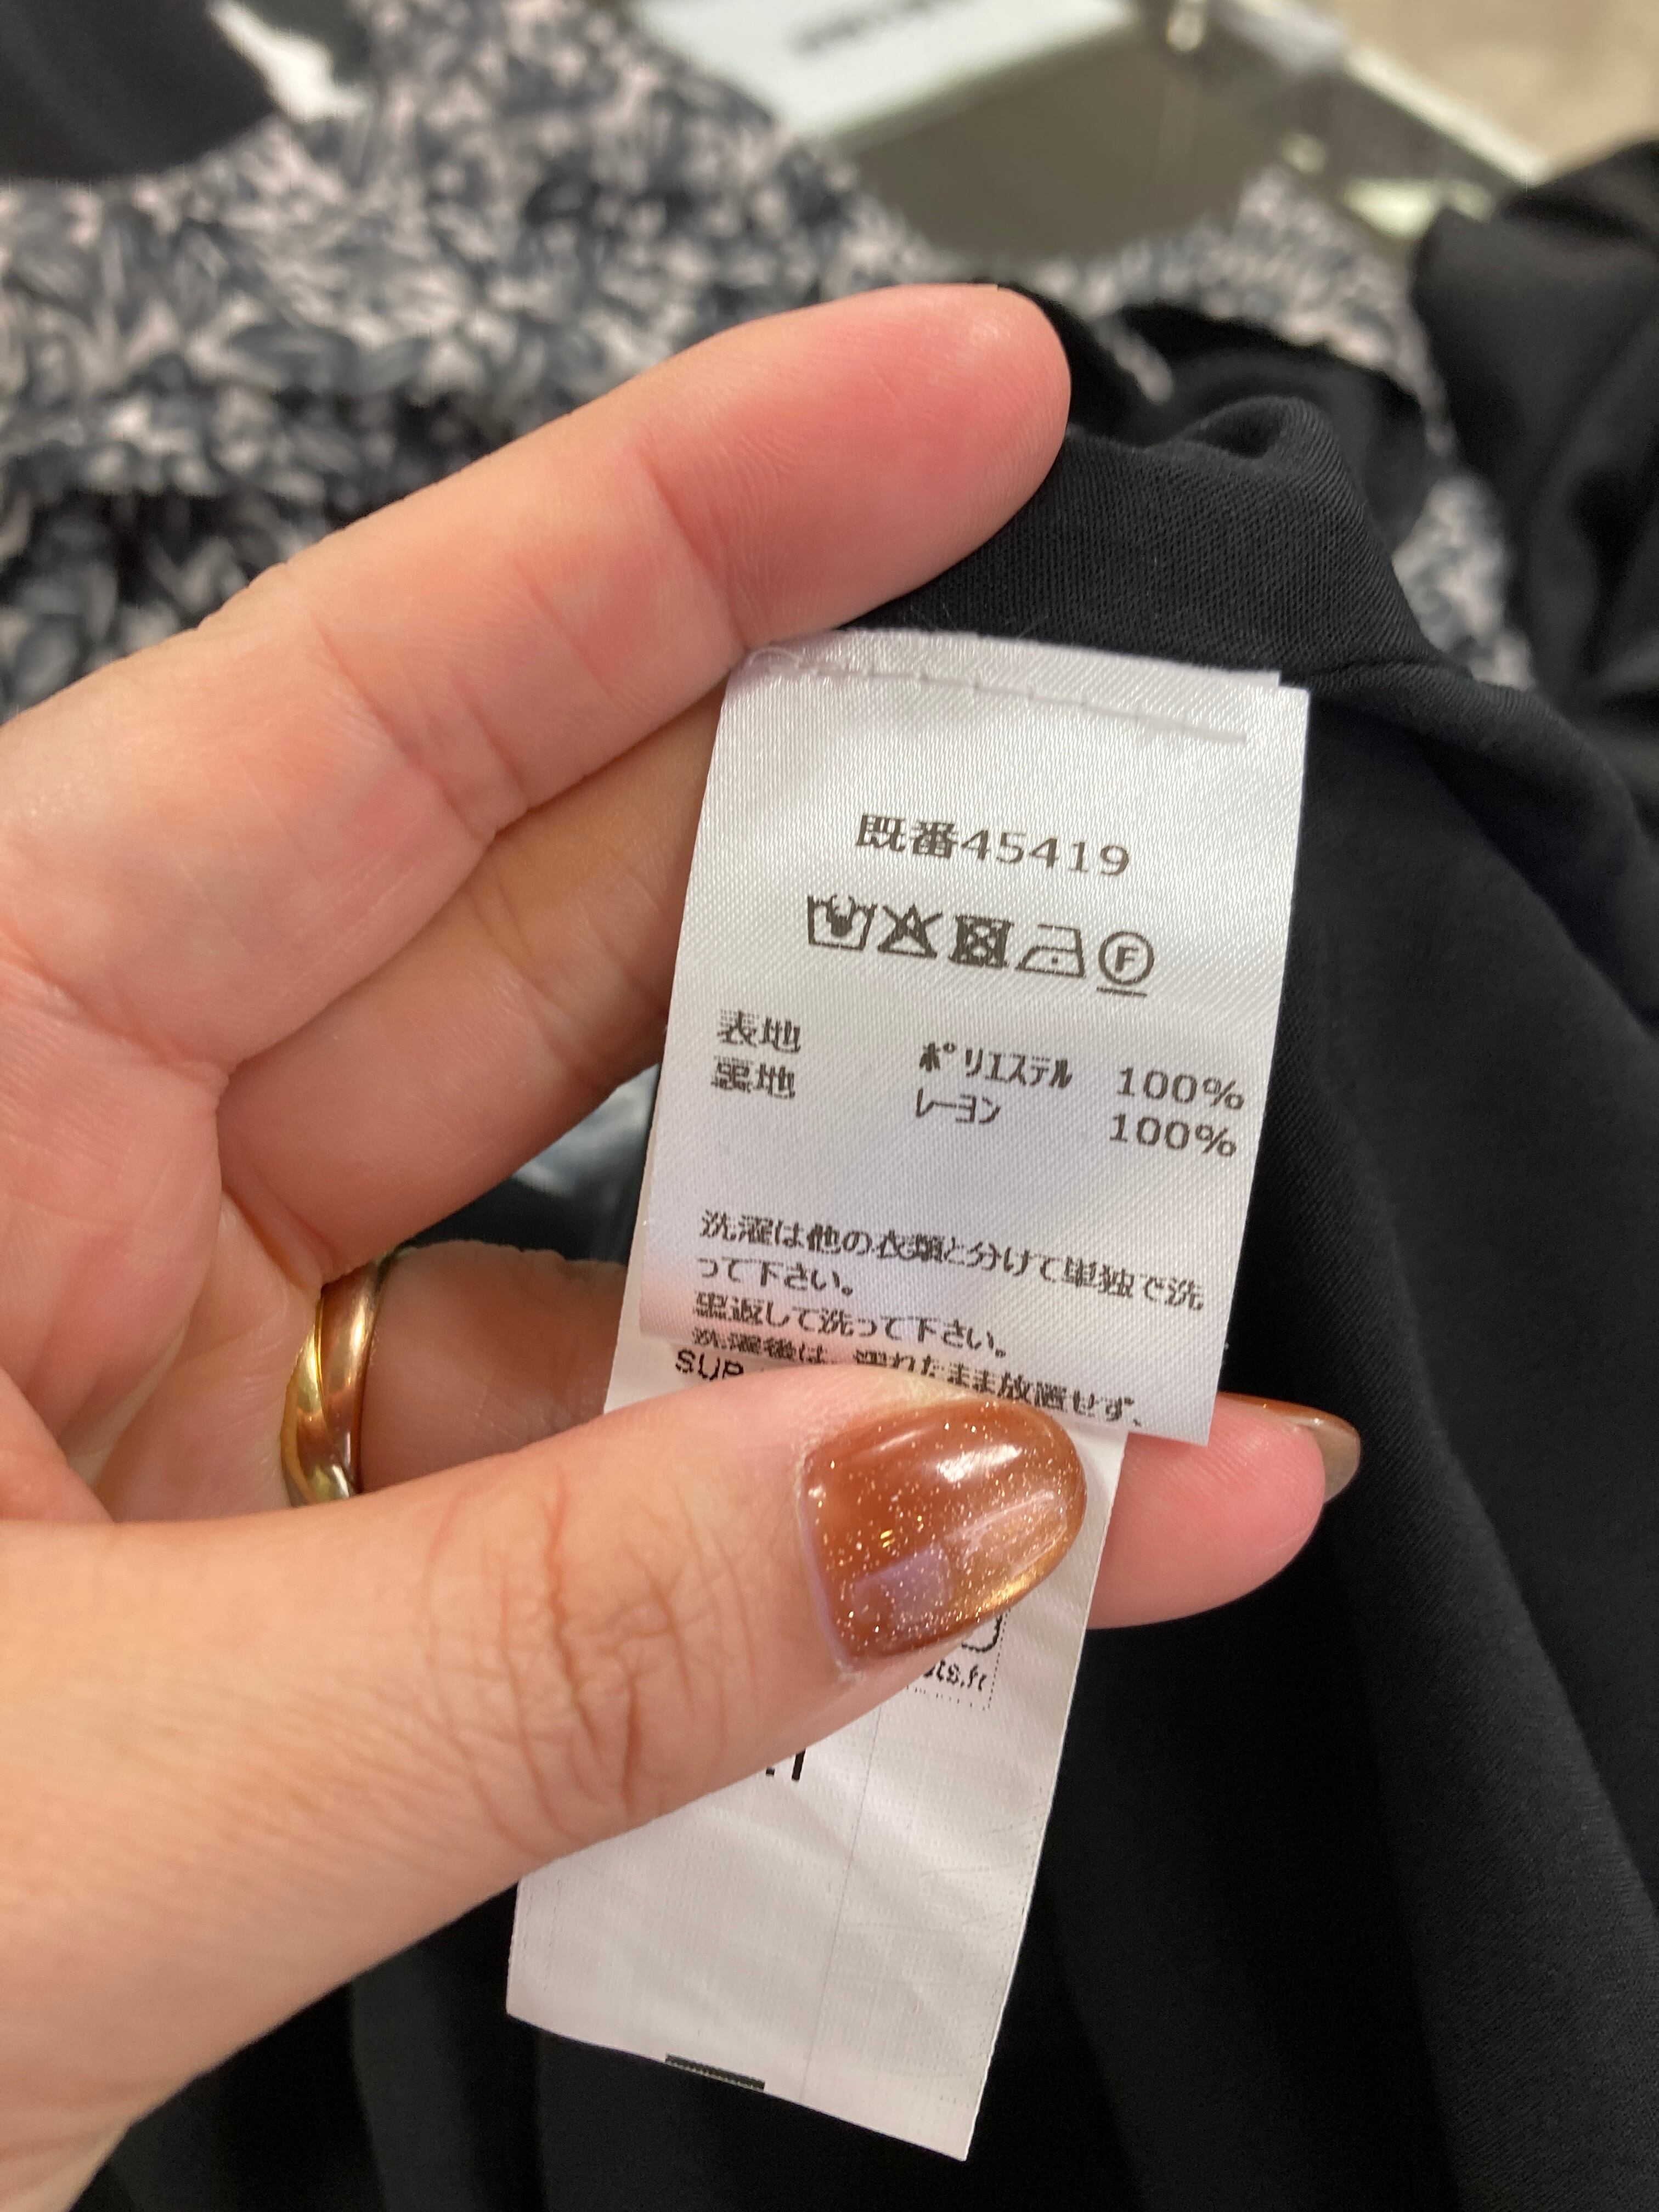 既番45419
F
表地 ポリエステル 100%
裏地 レーヨン 100%
洗濯は他の衣類と分けて単独で洗
って下さい。
裏返して洗って下さい。
洗濯後は、濡れたまま放置せず、
SUP